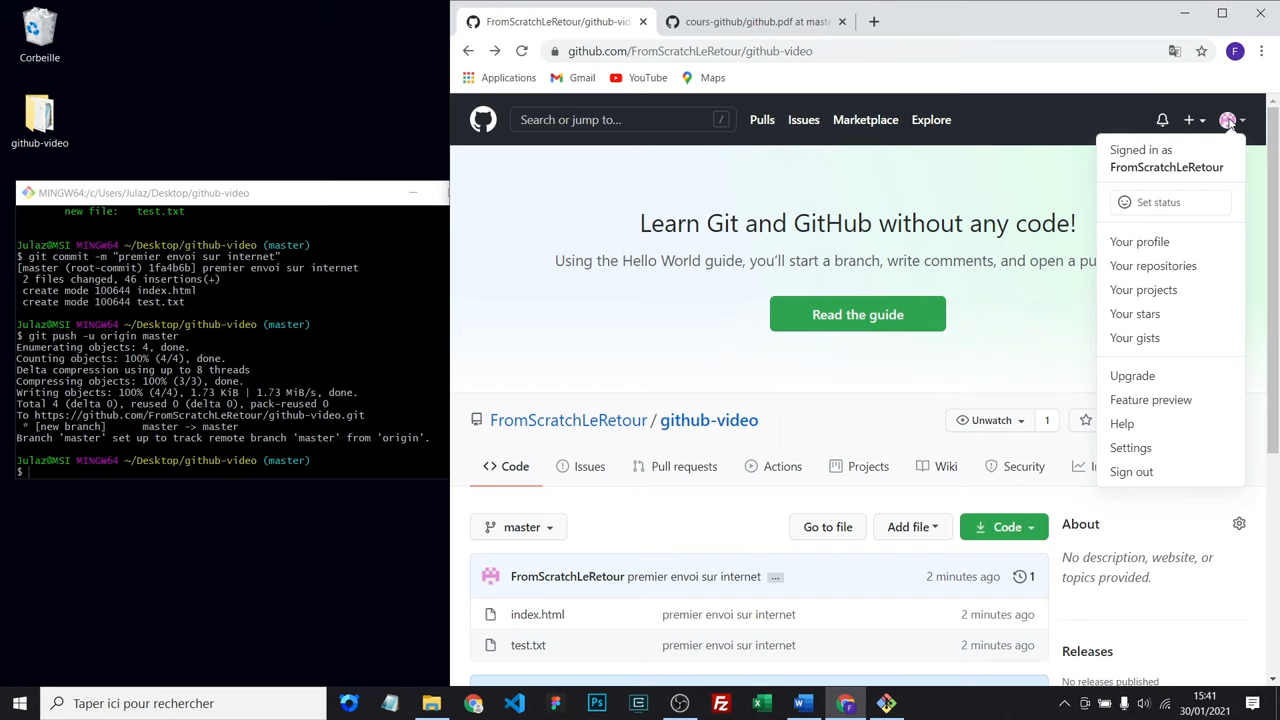 Corbeille
github-video
MINGW64:/c/Users/Julaz/Desktop/github-video
new file:   test.txt
Julaz@MSI MINGW64 ~/Desktop/github-video (master)
$ git commit -m "premier envoi sur internet"
[master (root-commit) 1fa4b6b] premier envoi sur internet
2 files changed, 46 insertions(+)
create mode 100644 index.html
create mode 100644 test.txt
Julaz@MSI MINGW64 ~/Desktop/github-video (master)
$ git push -u origin master
Enumerating objects: 4, done.
Counting objects: 100% (4/4), done.
Delta compression using up to 8 threads
Compressing objects: 100% (3/3), done.
Writing objects: 100% (4/4), 1.73 KiB | 1.73 MiB/s, done.
Total 4 (delta 0), reused 0 (delta 0), pack-reused 0
To https://github.com/FromScratchLeRetour/github-video.git
* [new branch]      master -> master
Branch 'master' set up to track remote branch 'master' from 'origin'.
Julaz@MSI MINGW64 ~/Desktop/github-video (master)
$
FromScratchLeRetour/github-vid
cours-github/github.pdf at maste
github.com/FromScratchLeRetour/github-video
F
Applications
Gmail
YouTube
Maps
Search or jump to...
/
Pulls
Issues
Marketplace
Explore
Signed in as
FromScratchLeRetour
Set status
Your profile
Your repositories
Your projects
Your stars
Your gists
Upgrade
Feature preview
Help
Settings
Sign out
Learn Git and GitHub without any code!
Using the Hello World guide, you'll start a branch, write comments, and open a pu
Read the guide
FromScratchLeRetour / github-video
Unwatch
1
<> Code
Issues
Pull requests
Actions
Projects
Wiki
Security
master
Go to file
Add file
Code
About
No description, website, or
topics provided.
FromScratchLeRetour premier envoi sur internet ...
2 minutes ago
1
index.html
premier envoi sur internet
2 minutes ago
test.txt
premier envoi sur internet
2 minutes ago
Releases
No releases published
Taper ici pour rechercher
15:41
30/01/2021